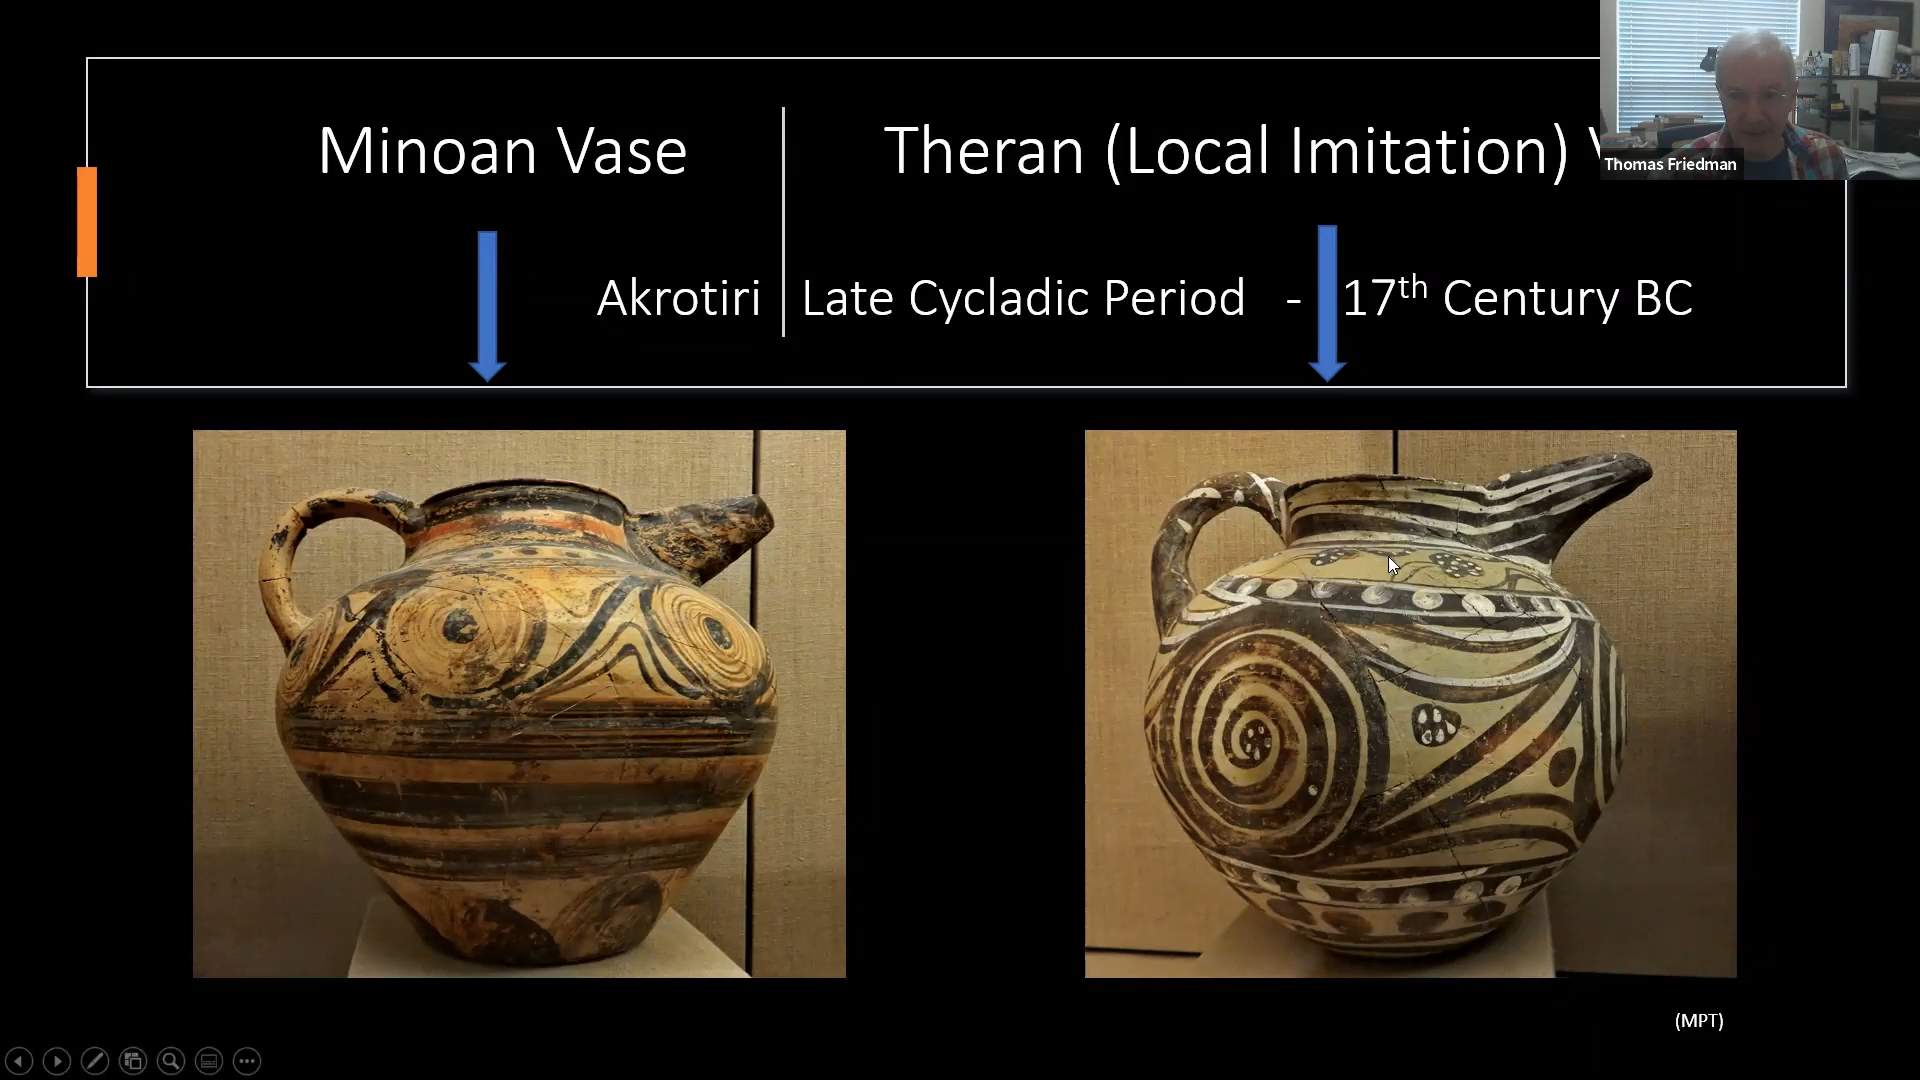 Minoan Vase
Theran (Local Imitation)
Thomas Friedman
Akrotiri Late Cycladic Period - 17th Century BC
(MPT)